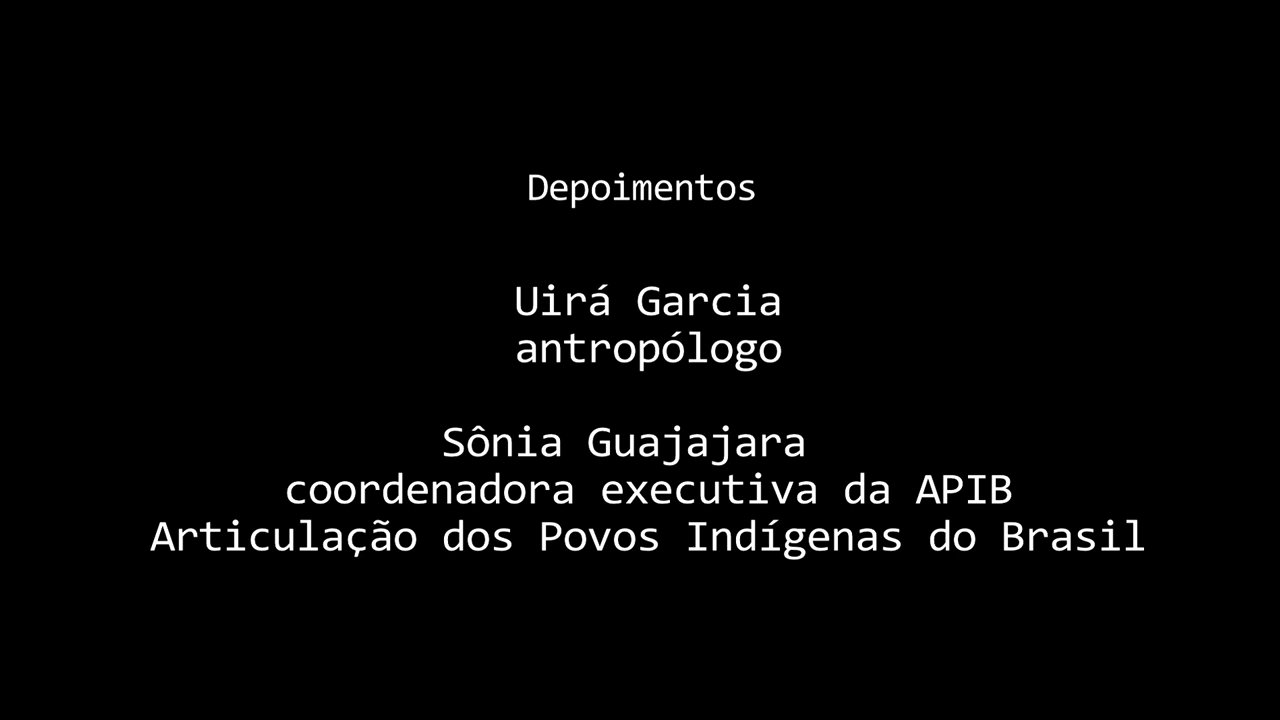 Depoimentos
Uirá Garcia
antropólogo
Sônia Guajajara
coordenadora executiva da APIB
Articulação dos Povos Indígenas do Brasil